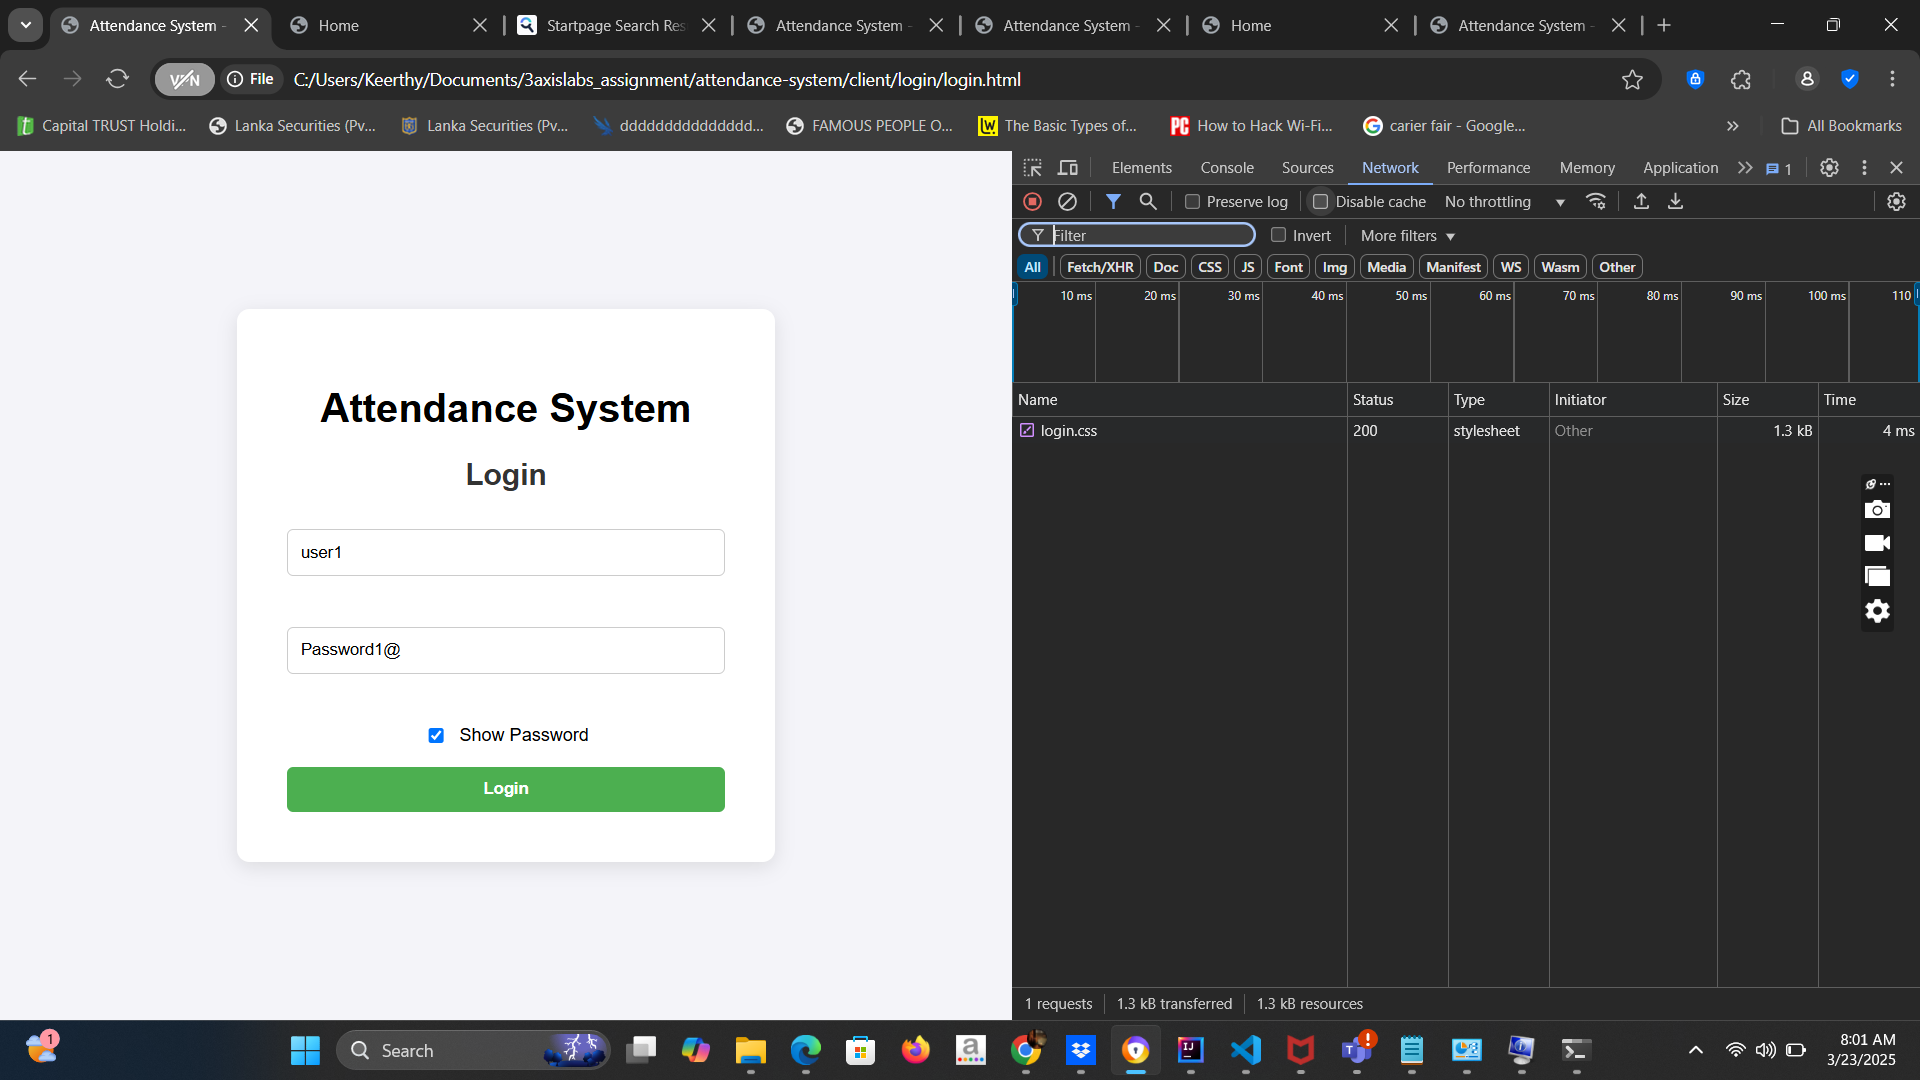 Attendance System -
Home
Startpage Search Res
Attendance System -
Attendance System -
Home
Attendance System -
VPN
File
C:/Users/Keerthy/Documents/3axislabs_assignment/attendance-system/client/login/login.html
Capital TRUST Holdi...
Lanka Securities (Pv...
Lanka Securities (Pv...
ddddddddddddddd...
FAMOUS PEOPLE O...
The Basic Types of...
How to Hack Wi-Fi...
carier fair - Google...
All Bookmarks
Elements
Console
Sources
Network
Performance
Memory
Application
1
Preserve log
Disable cache
No throttling
Filter
Invert
More filters
All
Fetch/XHR
Doc
CSS
JS
Font
Img
Media
Manifest
WS
Wasm
Other
10 ms
20 ms
30 ms
40 ms
50 ms
60 ms
70 ms
80 ms
90 ms
100 ms
110
Name
Status
Type
Initiator
Size
Time
login.css
200
stylesheet
Other
1.3 kB
4 ms
Attendance System
Login
user1
Password1@
Show Password
Login
1 requests
1.3 kB transferred
1.3 kB resources
1
Search
8:01 AM
3/23/2025